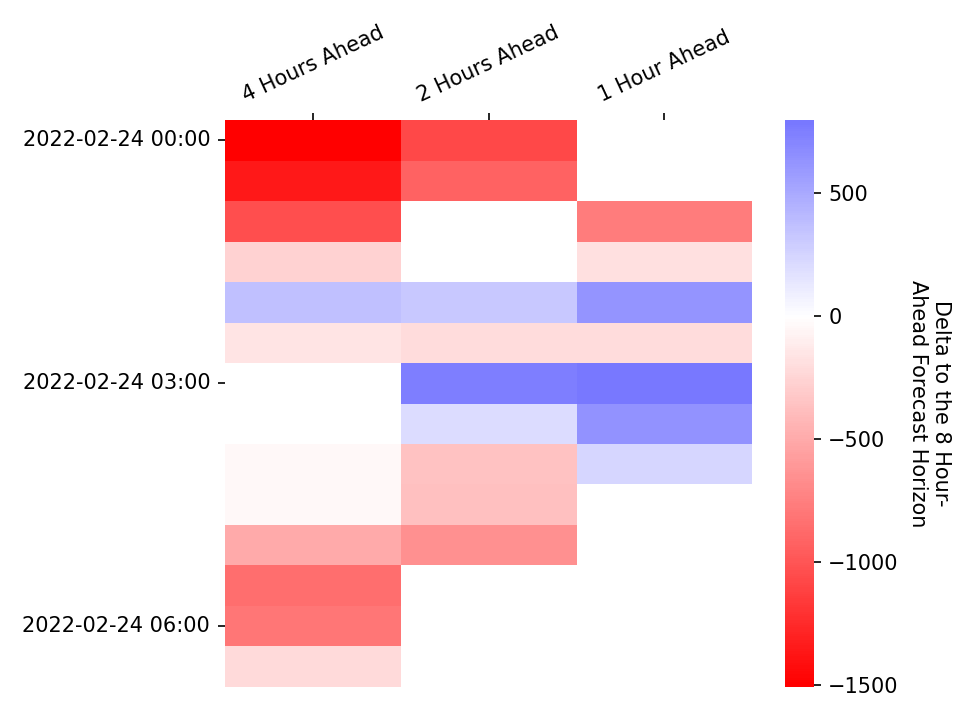 4 Hours Ahead
2 Hours Ahead
1 Hour Ahead
2022-02-24 00:00
2022-02-24 03:00
2022-02-24 06:00
500
0
−500
−1000
−1500
Delta to the 8 Hour-
Ahead Forecast Horizon